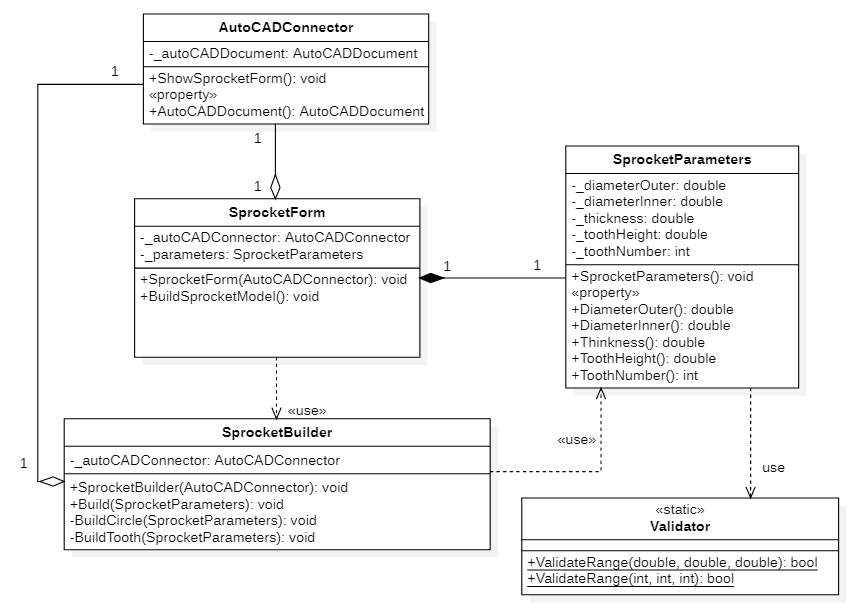 AutoCADConnector
-_autoCADDocument: AutoCADDocument
+ShowSprocketForm(): void
«property»
+AutoCADDocument(): AutoCADDocument
1
1
1
SprocketForm
-_autoCADConnector: AutoCADConnector
-_parameters: SprocketParameters
+SprocketForm(AutoCADConnector): void
+BuildSprocketModel(): void
1
1
SprocketParameters
-_diameterOuter: double
-_diameterInner: double
-_thickness: double
-_toothHeight: double
-_toothNumber: int
+SprocketParameters(): void
«property»
+DiameterOuter(): double
+DiameterInner(): double
+Thinkness(): double
+ToothHeight(): double
+ToothNumber(): int
«use»
1
SprocketBuilder
-_autoCADConnector: AutoCADConnector
+SprocketBuilder(AutoCADConnector): void
+Build(SprocketParameters): void
-BuildCircle(SprocketParameters): void
-BuildTooth(SprocketParameters): void
«use»
use
«static»
Validator
+ValidateRange(double, double, double): bool
+ValidateRange(int, int, int): bool